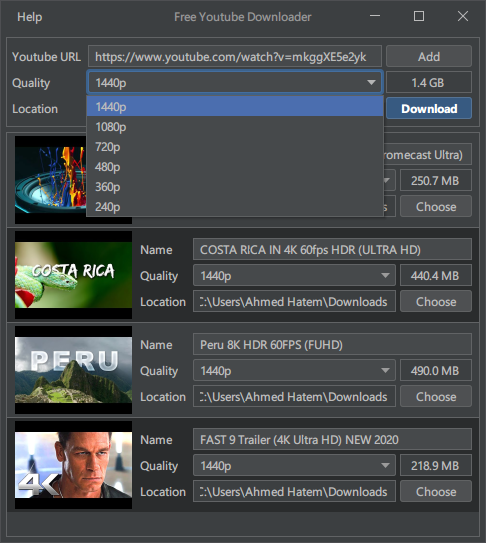 Help
Free Youtube Downloader
Youtube URL https://www.youtube.com/watch?v=mkggXE5e2yk Add
Quality 1440p 1.4 GB
Location Download
1440p
1080p
720p
480p
360p
240p
romecast Ultra)
250.7 MB
s Choose
COSTA RICA
Name COSTA RICA IN 4K 60fps HDR (ULTRA HD)
Quality 1440p 440.4 MB
Location C:\Users\Ahmed Hatem\Downloads Choose
PERU
Name Peru 8K HDR 60FPS (FUHD)
Quality 1440p 490.0 MB
Location C:\Users\Ahmed Hatem\Downloads Choose
4K
Name FAST 9 Trailer (4K Ultra HD) NEW 2020
Quality 1440p 218.9 MB
Location C:\Users\Ahmed Hatem\Downloads Choose